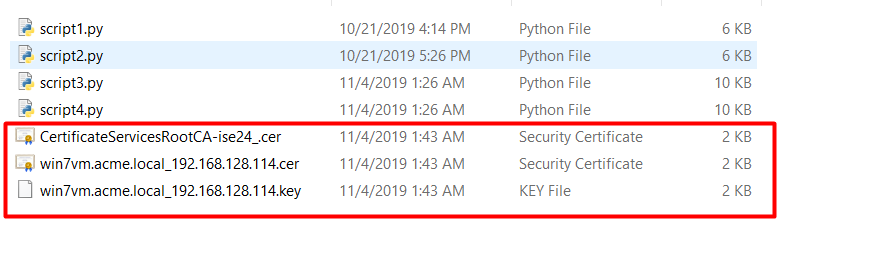 script1.py 10/21/2019 4:14 PM Python File 6 KB
script2.py 10/21/2019 5:26 PM Python File 6 KB
script3.py 11/4/2019 1:26 AM Python File 10 KB
script4.py 11/4/2019 1:26 AM Python File 10 KB
CertificateServicesRootCA-ise24_.cer 11/4/2019 1:43 AM Security Certificate 2 KB
win7vm.acme.local_192.168.128.114.cer 11/4/2019 1:43 AM Security Certificate 2 KB
win7vm.acme.local_192.168.128.114.key 11/4/2019 1:43 AM KEY File 2 KB